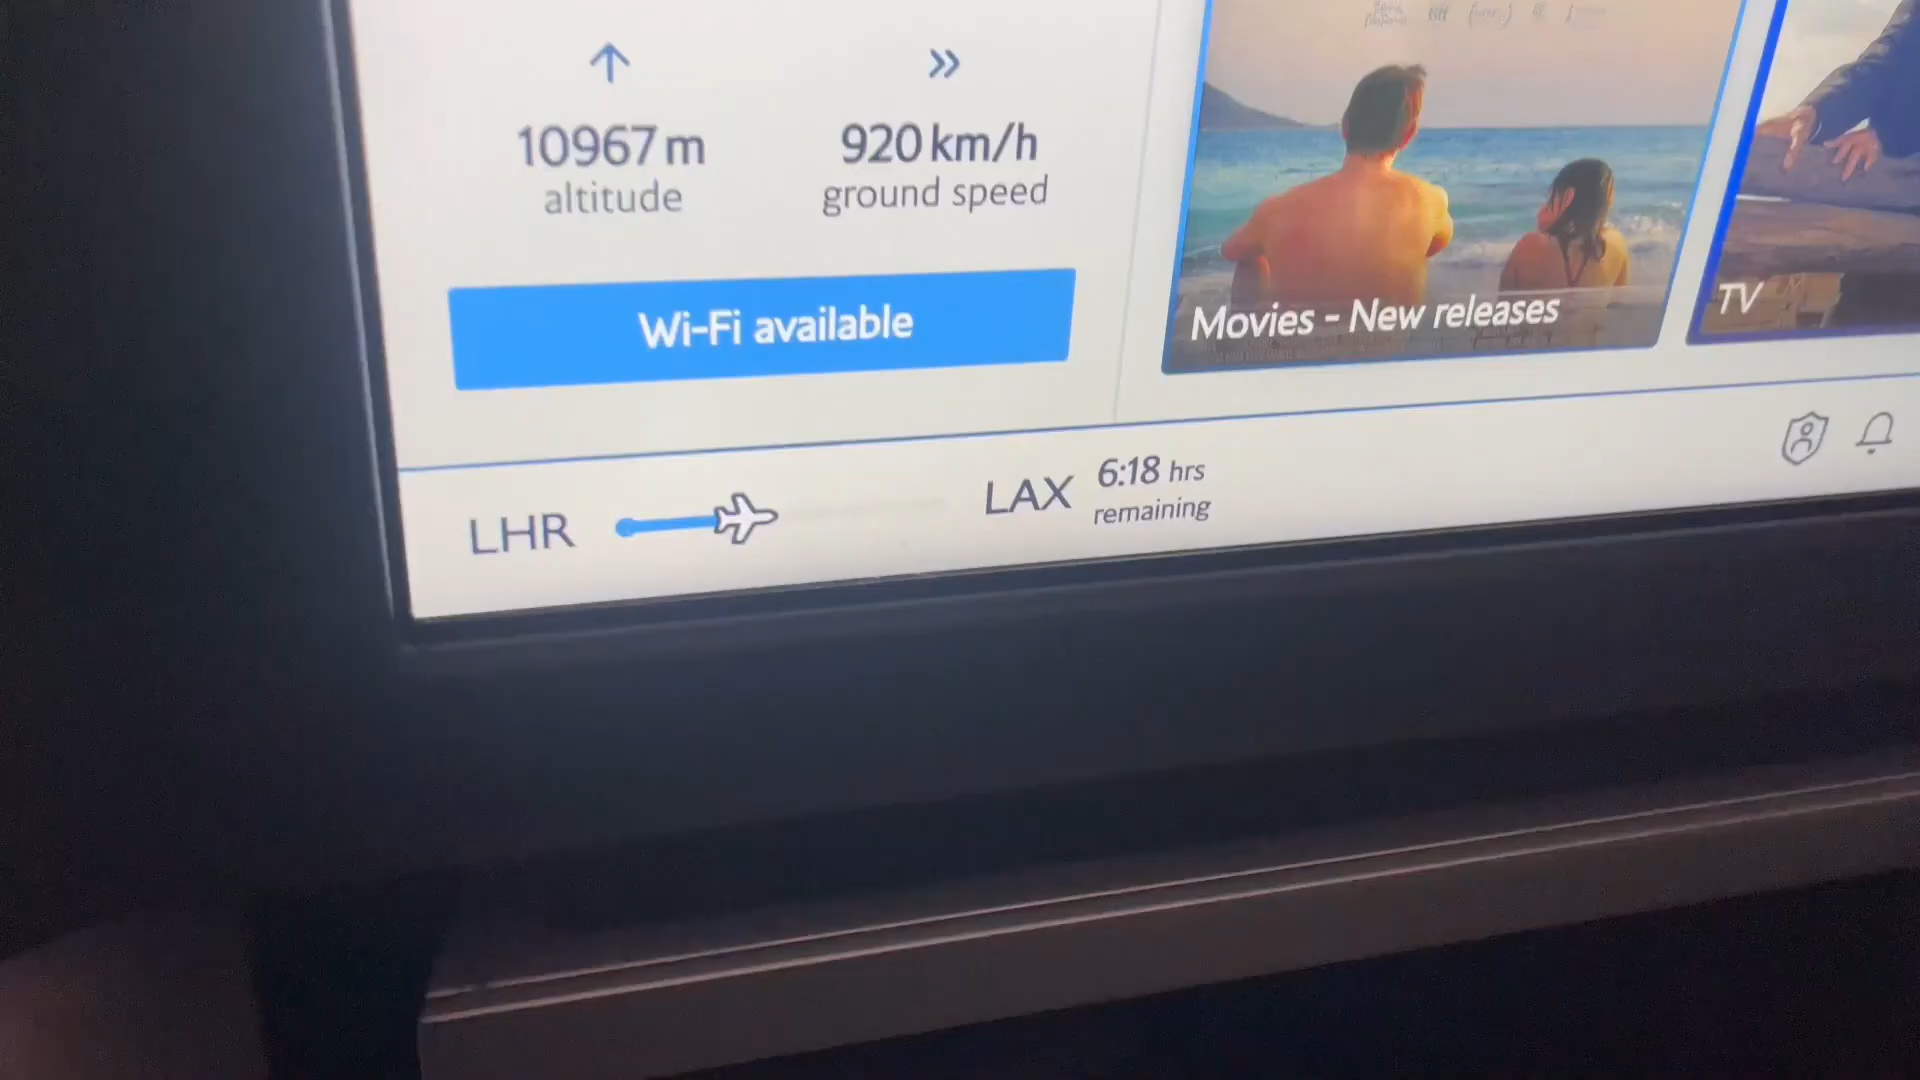 10967 m
altitude
920 km/h
ground speed
Wi-Fi available
Movies - New releases
TV
LHR
LAX
6:18 hrs
remaining